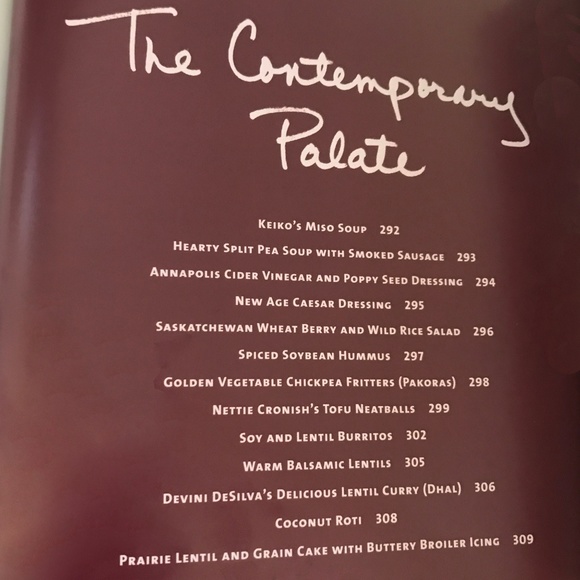 The Contemporary
Palate
Keiko's Miso Soup 292
Hearty Split Pea Soup with Smoked Sausage 293
Annapolis Cider Vinegar and Poppy Seed Dressing 294
New Age Caesar Dressing 295
Saskatchewan Wheat Berry and Wild Rice Salad 296
Spiced Soybean Hummus 297
Golden Vegetable Chickpea Fritters (Pakoras) 298
Nettie Cronish's Tofu Neatballs 299
Soy and Lentil Burritos 302
Warm Balsamic Lentils 305
Devini DeSilva's Delicious Lentil Curry (Dhal) 306
Coconut Roti 308
Prairie Lentil and Grain Cake with Buttery Broiler Icing 309